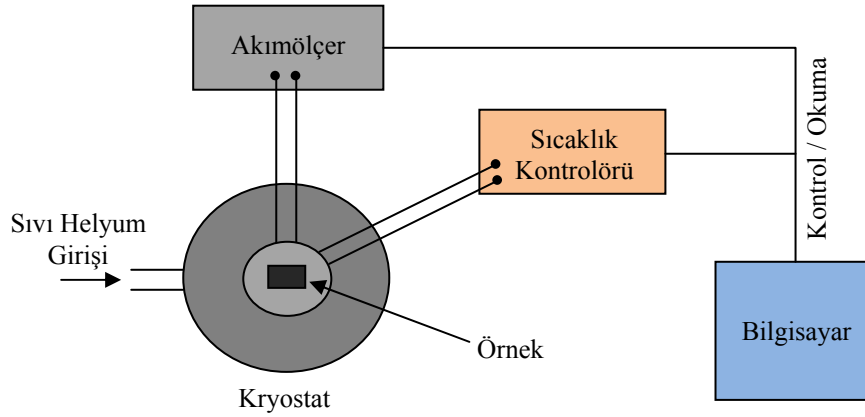 Akımölçer
Sıcaklık
Kontrolörü
Kontrol / Okuma
Sıvı Helyum
Girişi
Bilgisayar
Örnek
Kryostat